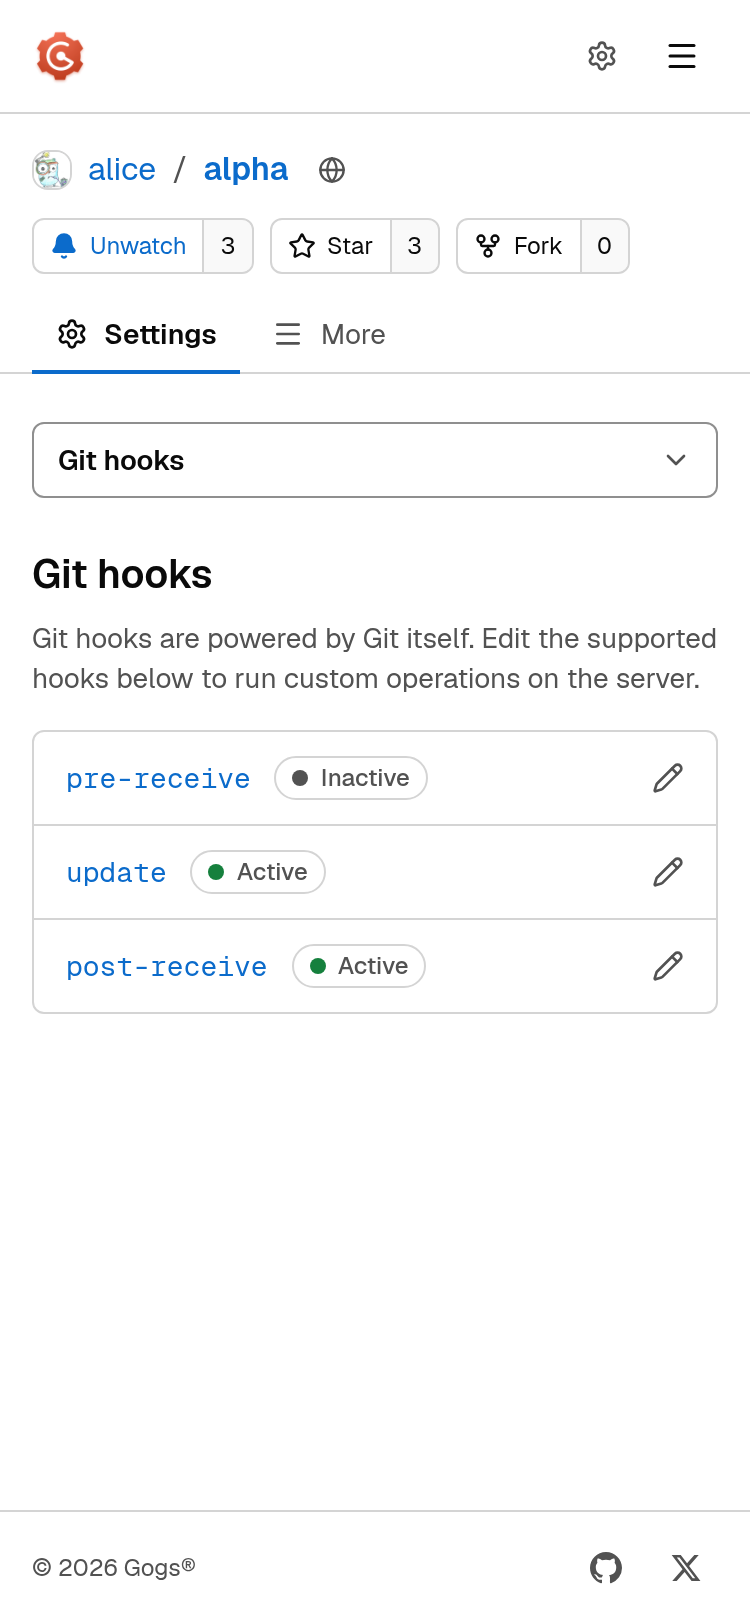 alice / alpha
Unwatch 3 Star 3 Fork 0
Settings More
Git hooks
Git hooks
Git hooks are powered by Git itself. Edit the supported
hooks below to run custom operations on the server.
pre-receive Inactive
update Active
post-receive Active
© 2026 Gogs®